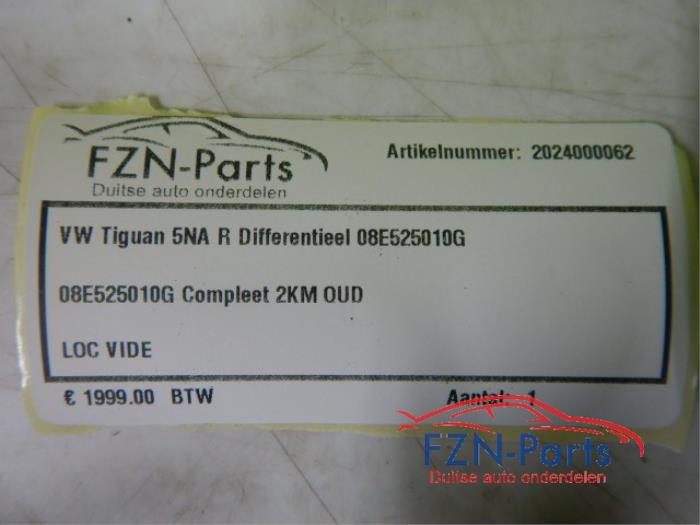 FZN-Parts
Duitse auto onderdelen
Artikelnummer: 2024000062
VW Tiguan 5NA R Differentieel 08E525010G
08E525010G Compleet 2KM OUD
LOC VIDE
€ 1999.00 BTW
Aantal: 1
FZN-Parts
Duitse auto onderdelen